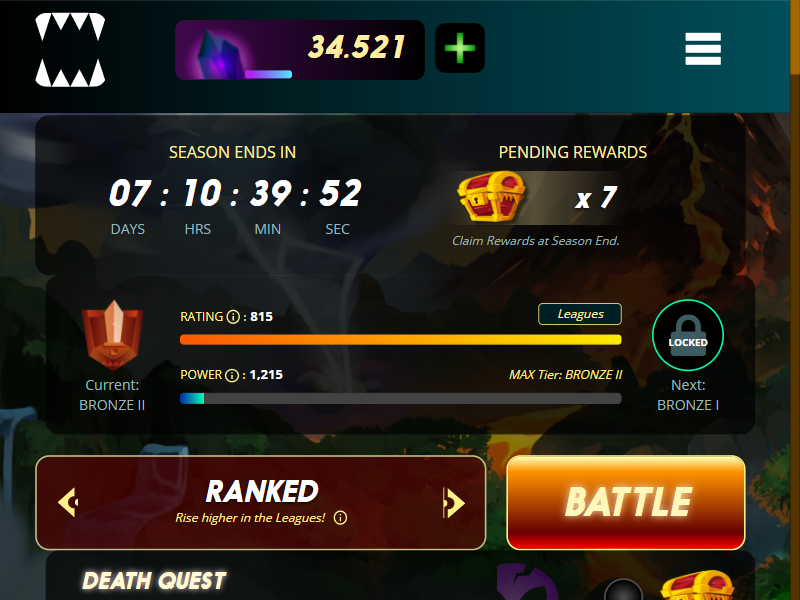 34.521
SEASON ENDS IN
07 : 10 : 39 : 52
DAYS HRS MIN SEC
PENDING REWARDS
x 7
Claim Rewards at Season End.
RATING : 815
Leagues
POWER : 1,215
MAX Tier: BRONZE II
Current:
BRONZE II
LOCKED
Next:
BRONZE I
RANKED
Rise higher in the Leagues!
BATTLE
DEATH QUEST